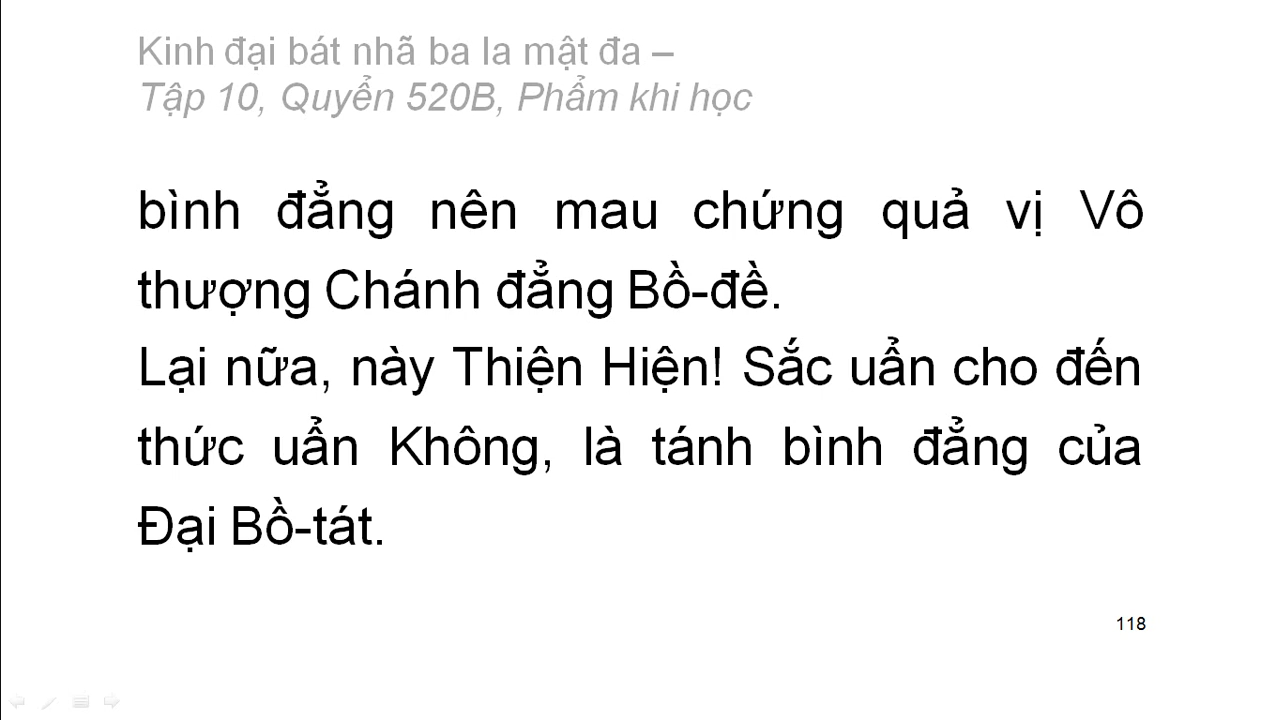 Kinh đại bát nhã ba la mật đa –
Tập 10, Quyển 520B, Phẩm khi học
bình đẳng nên mau chứng quả vị Vô
thượng Chánh đẳng Bồ-đề.
Lại nữa, này Thiện Hiện! Sắc uẩn cho đến
thức uẩn Không, là tánh bình đẳng của
Đại Bồ-tát.
118